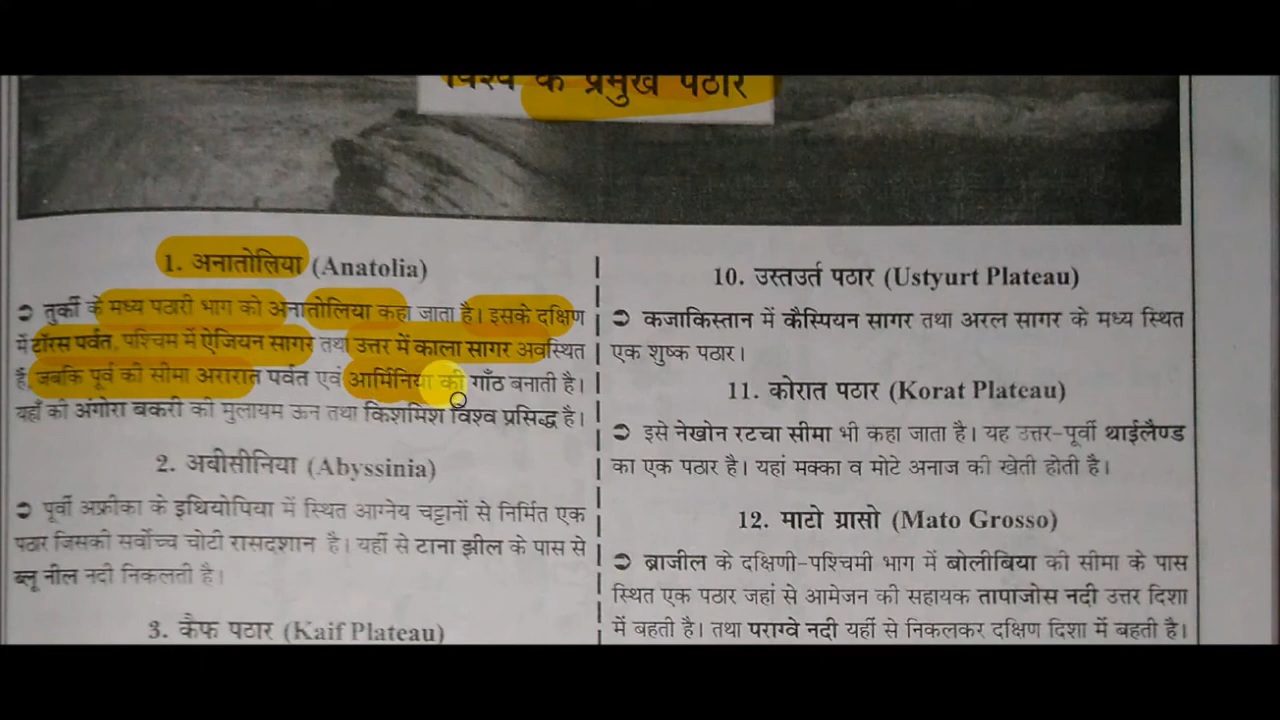 विश्व के प्रमुख पठार
1. अनातोलिया (Anatolia)
➲ तुर्की के मध्य पठारी भाग को अनातोलिया कहा जाता है। इसके दक्षिण
में टॉरस पर्वत, पश्चिम में ऐजियन सागर तथा उत्तर में काला सागर अवस्थित
हैं, जबकि पूर्व की सीमा अरारात पर्वत एवं आर्मिनिया की गाँठ बनाती है।
यहाँ की अंगोरा बकरी की मुलायम ऊन तथा किशमिश विश्व प्रसिद्ध है।
2. अबीसीनिया (Abyssinia)
➲ पूर्वी अफ्रीका के इथियोपिया में स्थित आग्नेय चट्टानों से निर्मित एक
पठार जिसकी सर्वोच्च चोटी रासदशान है। यहीं से टाना झील के पास से
ब्लू नील नदी निकलती है।
3. कैफ पठार (Kaif Plateau)
10. उस्तउर्त पठार (Ustyurt Plateau)
➲ कजाकिस्तान में कैस्पियन सागर तथा अरल सागर के मध्य स्थित
एक शुष्क पठार।
11. कोरात पठार (Korat Plateau)
➲ इसे नेखोन रटचा सीमा भी कहा जाता है। यह उत्तर-पूर्वी थाईलैण्ड
का एक पठार है। यहां मक्का व मोटे अनाज की खेती होती है।
12. माटो ग्रासो (Mato Grosso)
➲ ब्राजील के दक्षिणी-पश्चिमी भाग में बोलीबिया की सीमा के पास
स्थित एक पठार जहां से आमेजन की सहायक तापाजोस नदी उत्तर दिशा
में बहती है। तथा पराग्वे नदी यहीं से निकलकर दक्षिण दिशा में बहती है।